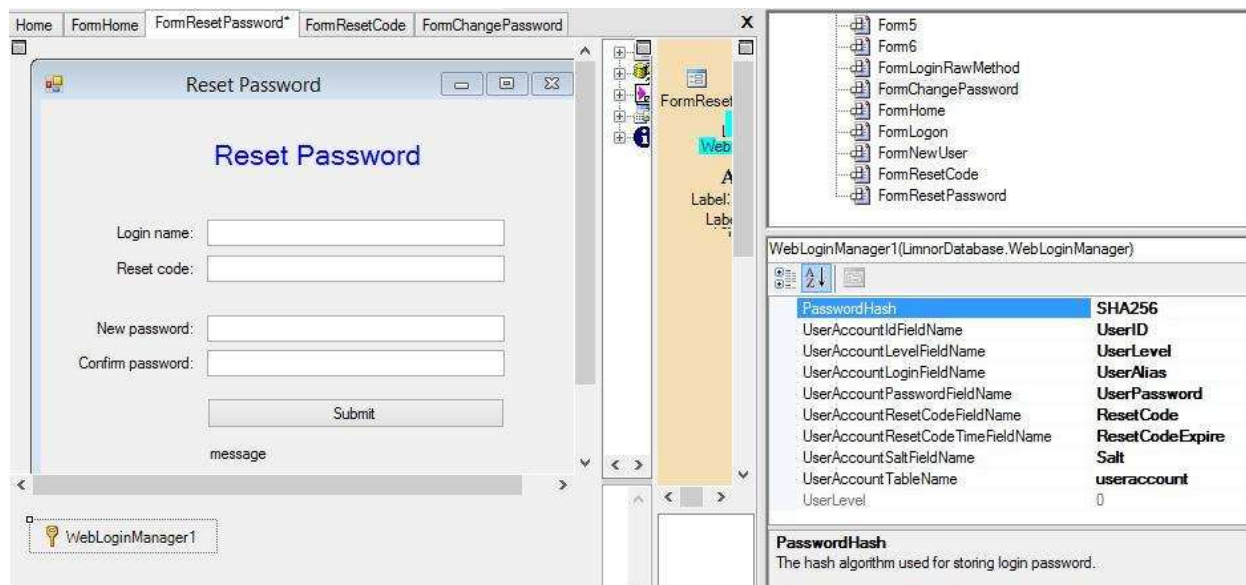 Home FormHome FormResetPassword* FormResetCode FormChangePassword X
Reset Password
Reset Password
Login name:
Reset code:
New password:
Confirm password:
Submit
message
WebLoginManager1
FormReset
Web
A
Label
Form5
Form6
FormLoginRawMethod
FormChangePassword
FormHome
FormLogon
FormNewUser
FormResetCode
FormResetPassword
WebLoginManager1(LimnorDatabase.WebLoginManager)
PasswordHash SHA256
UserAccountIdFieldName UserID
UserAccountLevelFieldName UserLevel
UserAccountLoginFieldName UserAlias
UserAccountPasswordFieldName UserPassword
UserAccountResetCodeFieldName ResetCode
UserAccountResetCodeTimeFieldName ResetCodeExpire
UserAccountSaltFieldName Salt
UserAccountTableName useraccount
UserLevel 0
PasswordHash
The hash algorithm used for storing login password.